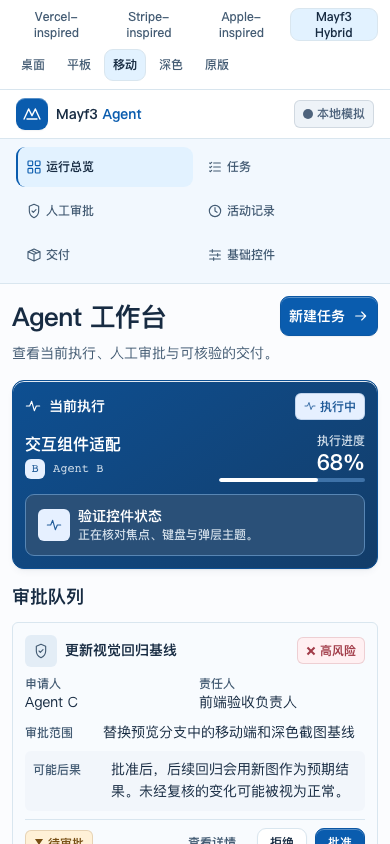 Vercel-inspired
Stripe-inspired
Apple-inspired
Mayf3 Hybrid
桌面
平板
移动
深色
原版
Mayf3 Agent
本地模拟
运行总览
任务
人工审批
活动记录
交付
基础控件
Agent 工作台
新建任务
查看当前执行、人工审批与可核验的交付。
当前执行
执行中
交互组件适配
B Agent B
执行进度
68%
验证控件状态
正在核对焦点、键盘与弹层主题。
审批队列
更新视觉回归基线
高风险
申请人
Agent C
责任人
前端验收负责人
审批范围
替换预览分支中的移动端和深色截图基线
可能后果
批准后，后续回归会用新图作为预期结
果。未经复核的变化可能被视为正常。
待审批
查看详情
拒绝
批准